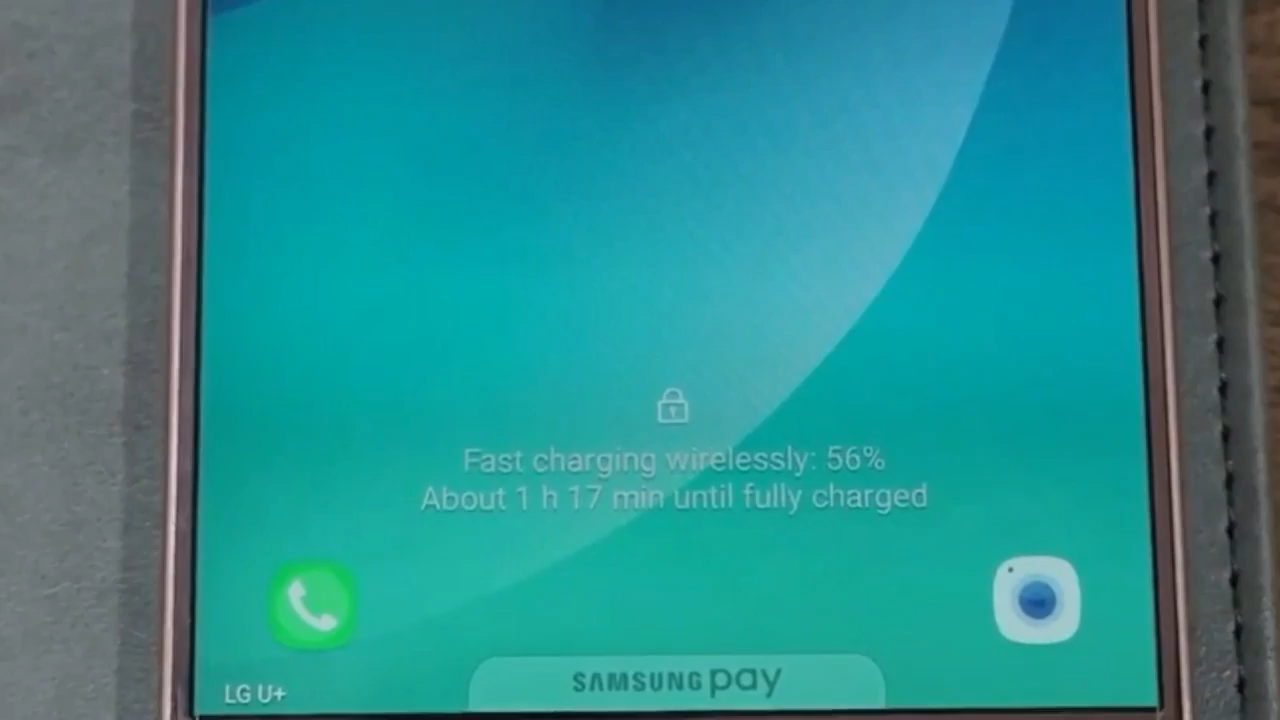 Fast charging wirelessly: 56%
About 1 h 17 min until fully charged
SAMSUNG pay
LG U+